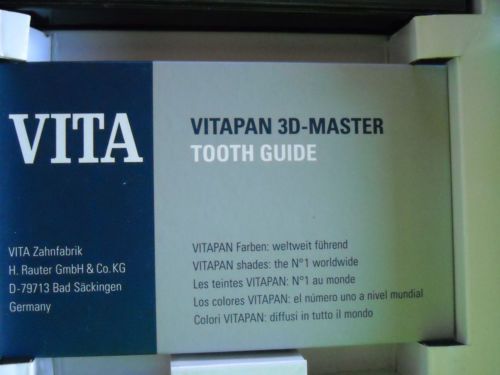 VITA
VITA Zahnfabrik
H. Rauter GmbH & Co. KG
D-79713 Bad Säckingen
Germany
VITAPAN 3D-MASTER
TOOTH GUIDE
VITAPAN Farben: weltweit führend
VITAPAN shades: the N°1 worldwide
Les teintes VITAPAN: N°1 au monde
Los colores VITAPAN: el número uno a nivel mundial
Colori VITAPAN: diffusi in tutto il mondo